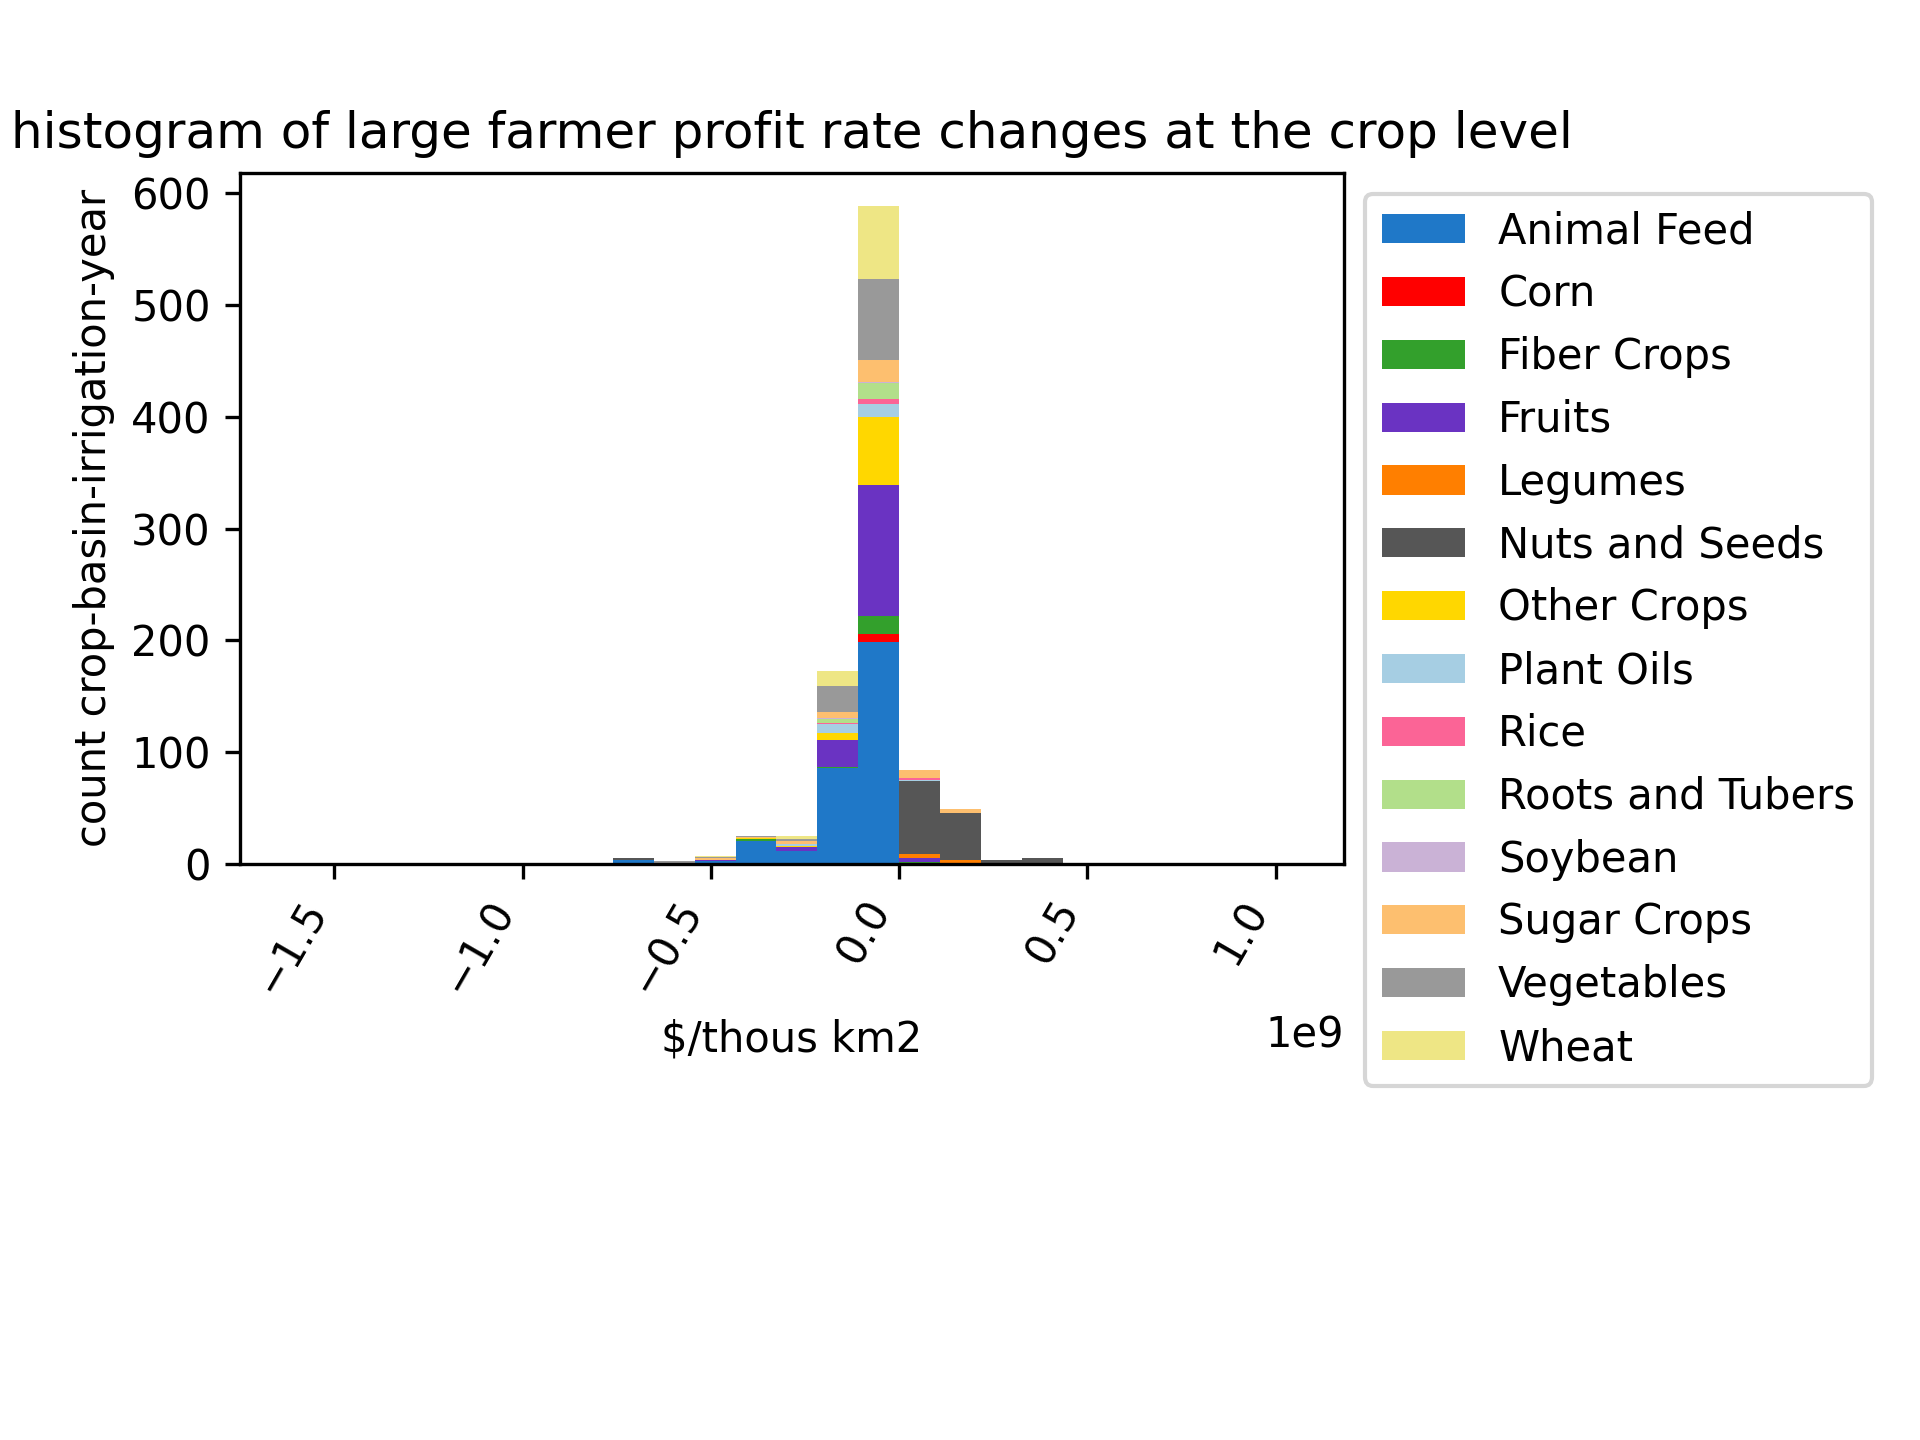 histogram of large farmer profit rate changes at the crop level
count crop-basin-irrigation-year
600
500
400
300
200
100
0
−1.5
−1.0
−0.5
0.0
0.5
1.0
$/thous km2
1e9
Animal Feed
Corn
Fiber Crops
Fruits
Legumes
Nuts and Seeds
Other Crops
Plant Oils
Rice
Roots and Tubers
Soybean
Sugar Crops
Vegetables
Wheat